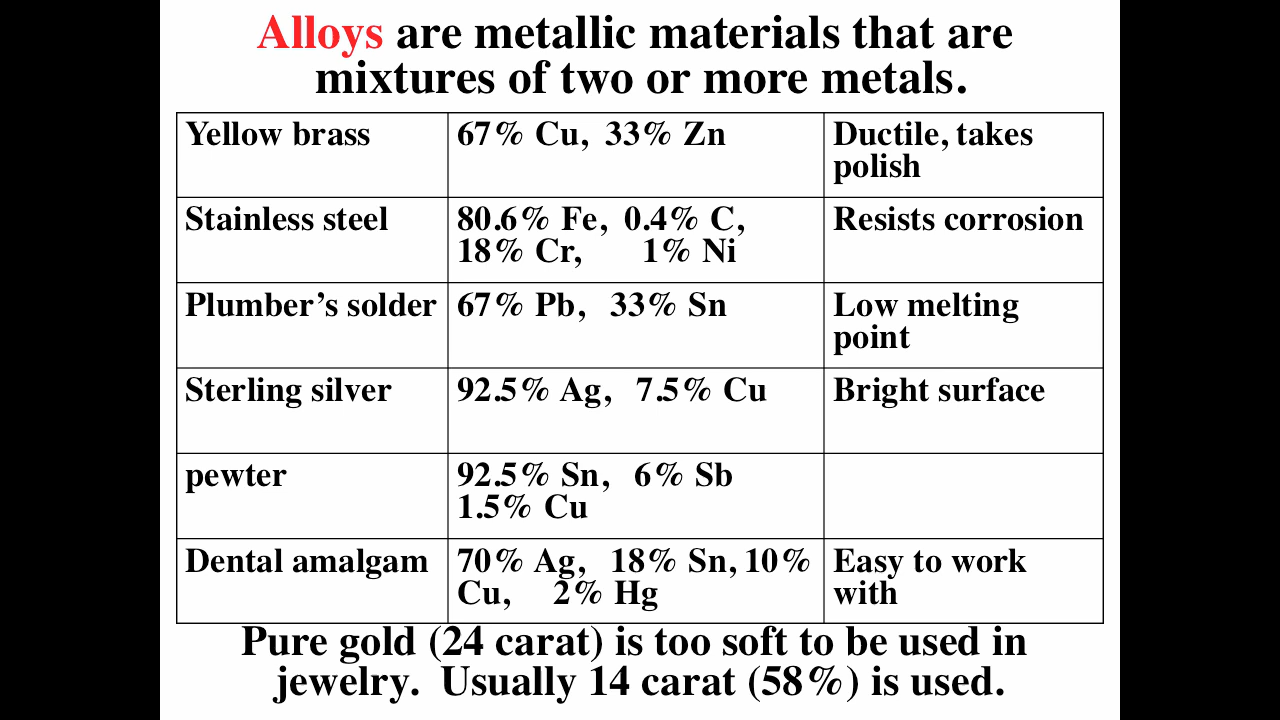 Alloys are metallic materials that are
mixtures of two or more metals.
Yellow brass
67% Cu, 33% Zn
Ductile, takes
polish
Stainless steel
80.6% Fe, 0.4% C,
18% Cr, 1% Ni
Resists corrosion
Plumber’s solder
67% Pb, 33% Sn
Low melting
point
Sterling silver
92.5% Ag, 7.5% Cu
Bright surface
pewter
92.5% Sn, 6% Sb
1.5% Cu
Dental amalgam
70% Ag, 18% Sn, 10%
Cu, 2% Hg
Easy to work
with
Pure gold (24 carat) is too soft to be used in
jewelry. Usually 14 carat (58%) is used.